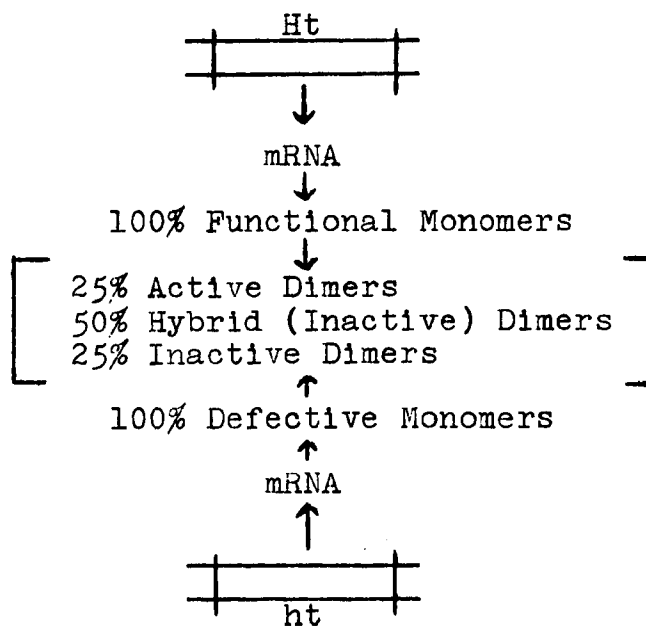 Ht
mRNA
100% Functional Monomers
25% Active Dimers
50% Hybrid (Inactive) Dimers
25% Inactive Dimers
100% Defective Monomers
mRNA
ht